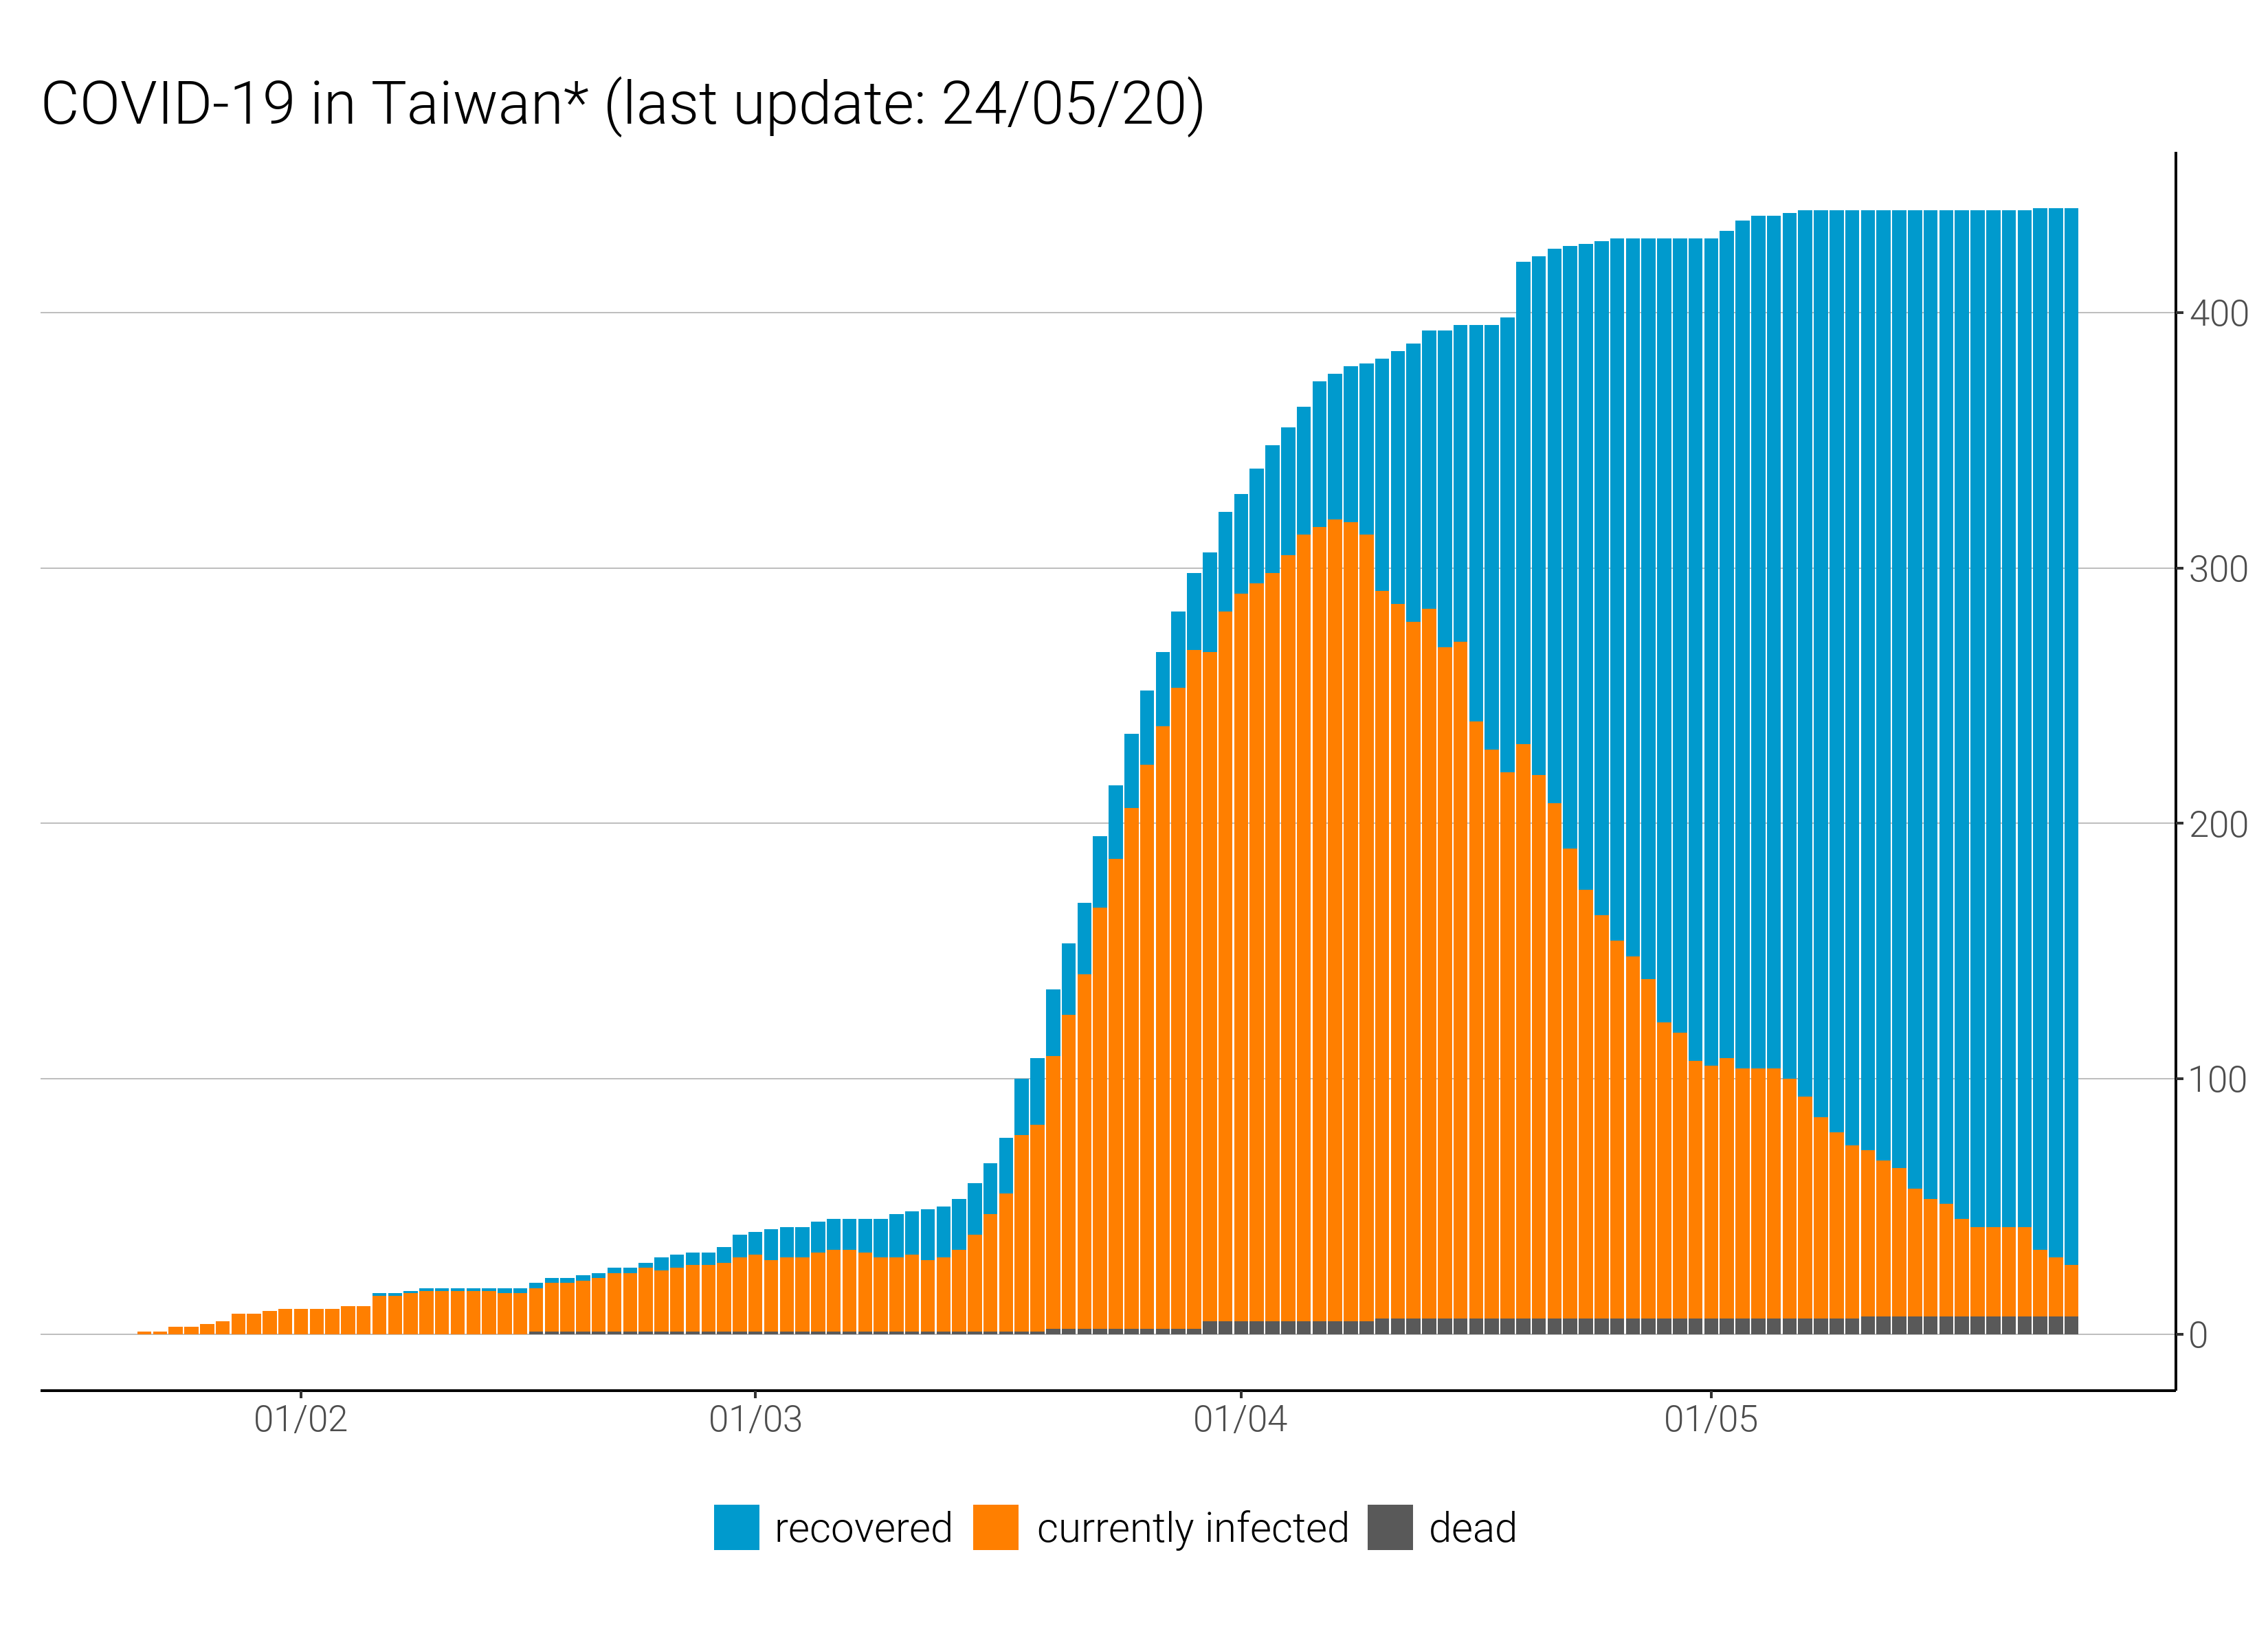 COVID-19 in Taiwan* (last update: 24/05/20)
400
300
200
100
0
01/02 01/03 01/04 01/05
recovered currently infected dead